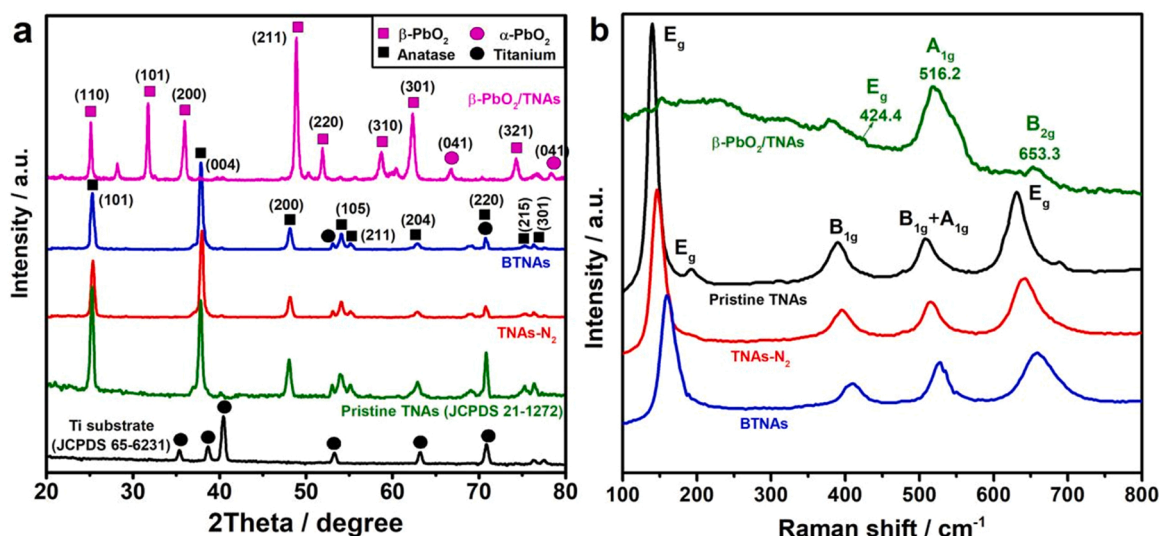 a
■ β-PbO₂ ● α-PbO₂
■ Anatase ● Titanium
(211)
(110)
(101)
(200)
(220)
(310)
(301)
(041)
(321)
(041)
β-PbO₂/TNAs
(101)
(004)
(200)
(105)
(211)
(204)
(220)
(215)
(301)
BTNAs
TNAs-N₂
Pristine TNAs (JCPDS 21-1272)
Ti substrate
(JCPDS 65-6231)
Intensity / a.u.
20 30 40 50 60 70 80
2Theta / degree
b
Eg
A1g
516.2
Eg
424.4
B2g
653.3
β-PbO₂/TNAs
Eg
B1g
B1g+A1g
Eg
Pristine TNAs
TNAs-N₂
BTNAs
Intensity / a.u.
100 200 300 400 500 600 700 800
Raman shift / cm⁻¹